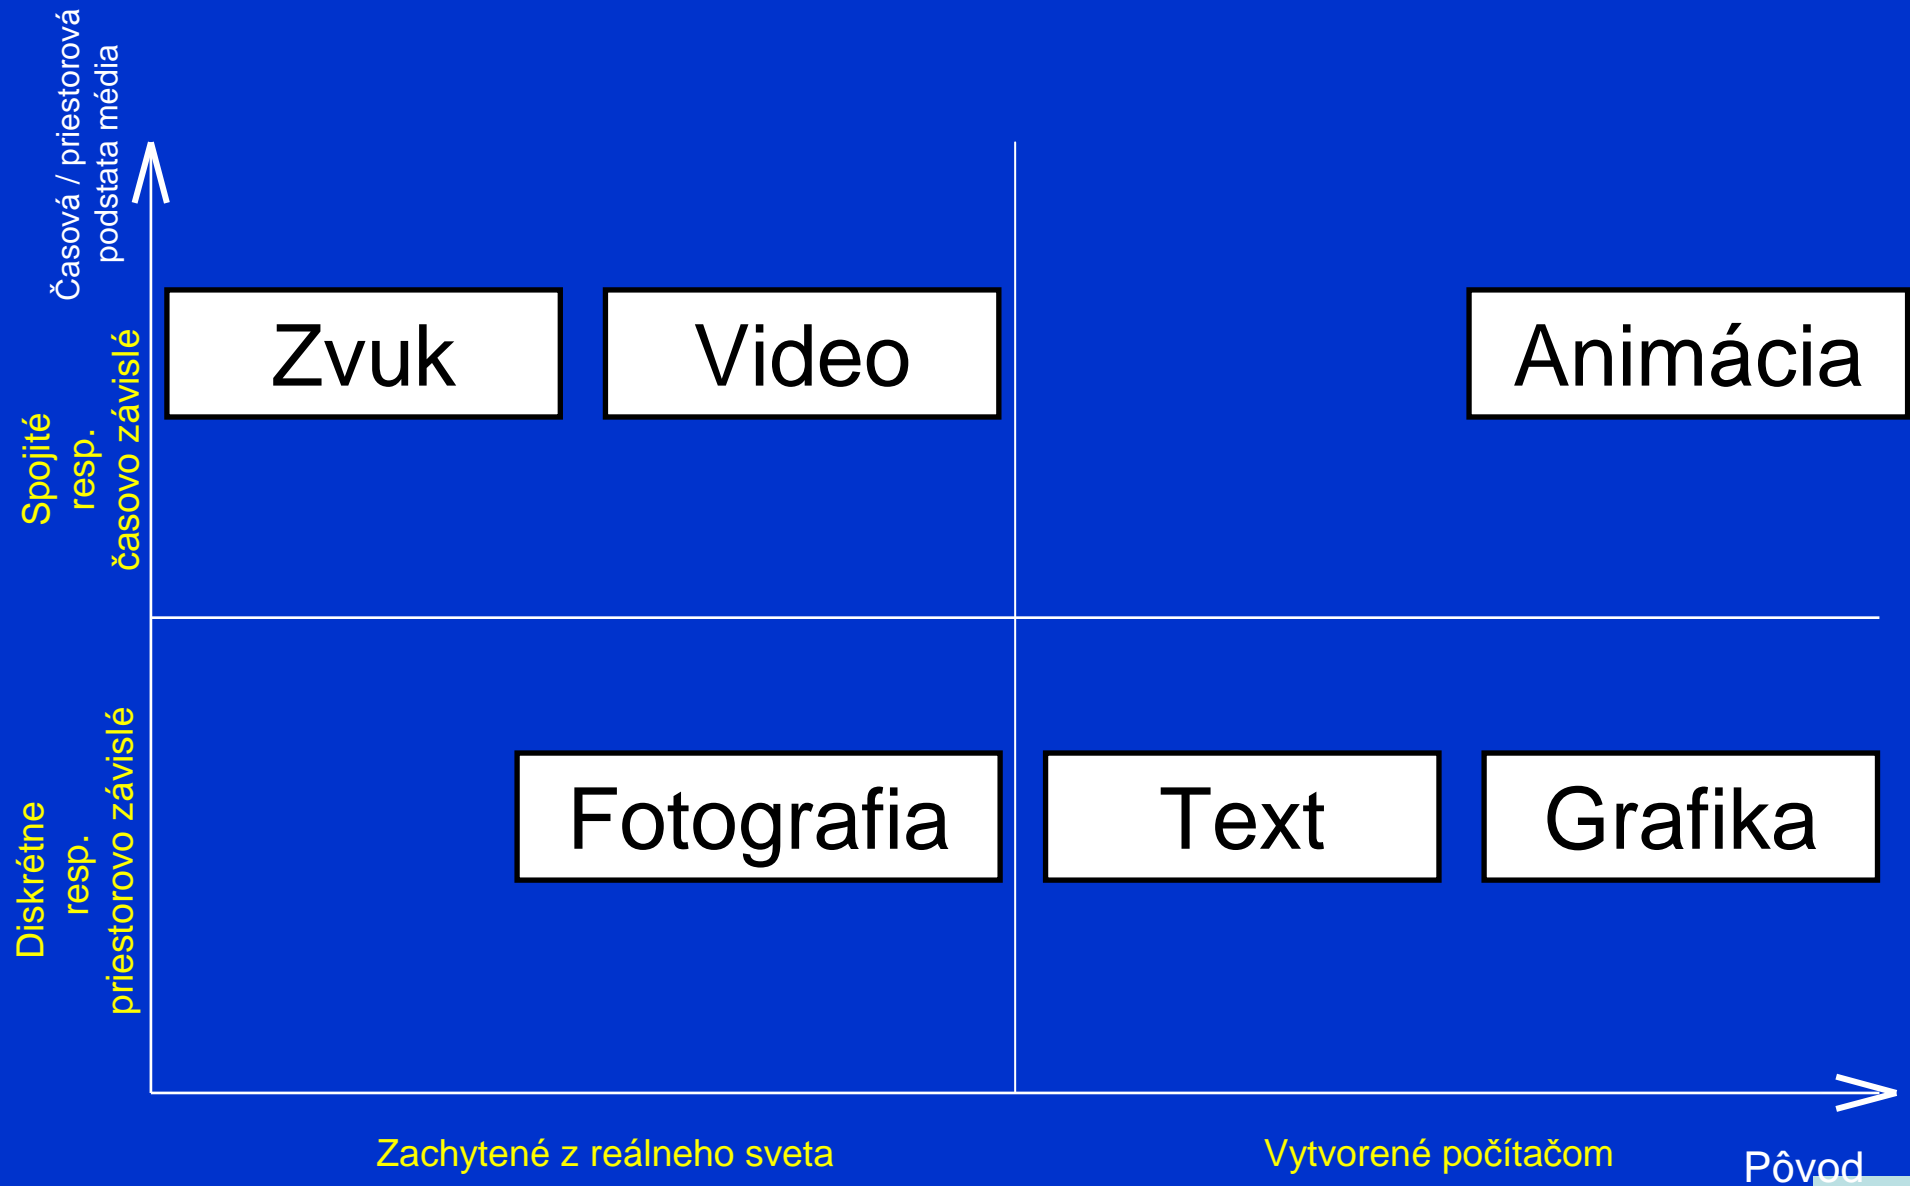 Časová / priestorová
podstata média
Spojité
resp.
časovo závislé
Zvuk
Video
Animácia
Diskrétne
resp.
priestorovo závislé
Fotografia
Text
Grafika
Zachytené z reálneho sveta
Vytvorené počítačom
Pôvod